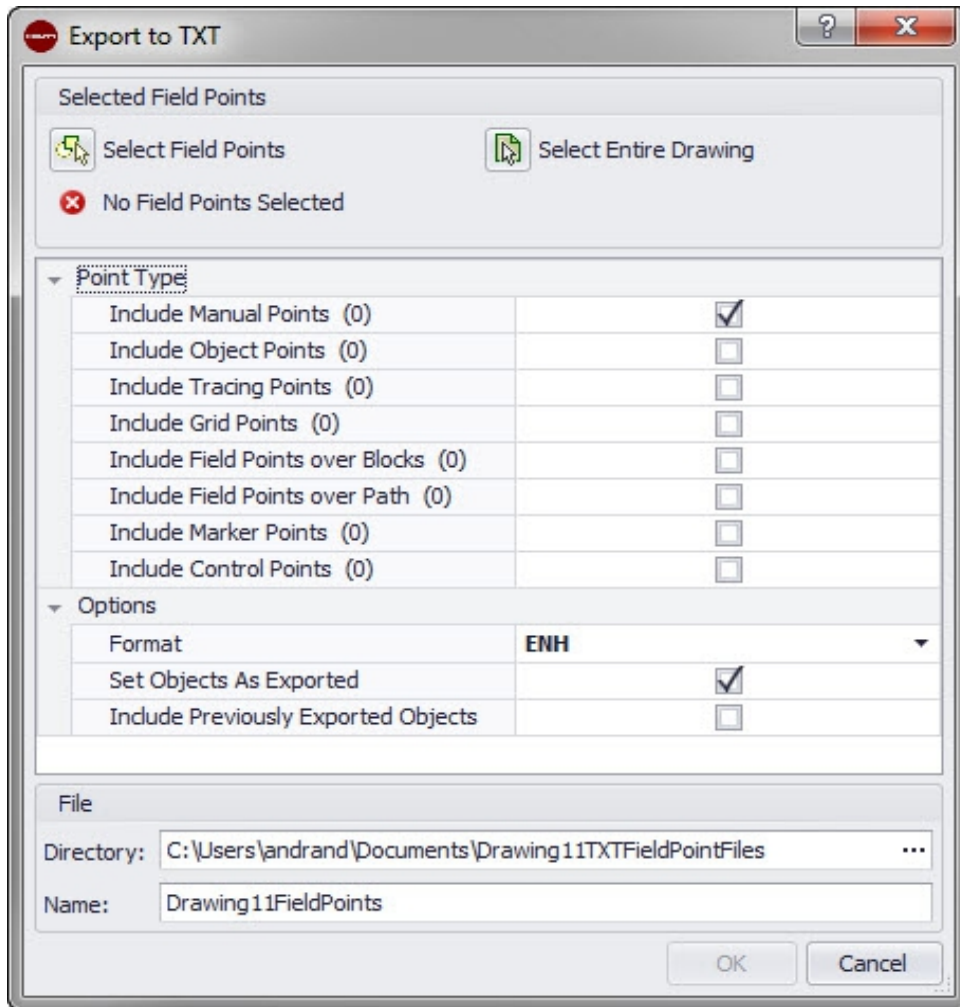 Export to TXT
Selected Field Points
Select Field Points Select Entire Drawing
No Field Points Selected
Point Type
Include Manual Points (0)
Include Object Points (0)
Include Tracing Points (0)
Include Grid Points (0)
Include Field Points over Blocks (0)
Include Field Points over Path (0)
Include Marker Points (0)
Include Control Points (0)
Options
Format ENH
Set Objects As Exported
Include Previously Exported Objects
File
Directory: C:\Users\andrand\Documents\Drawing11TXTFieldPointFiles ...
Name: Drawing11FieldPoints
OK Cancel